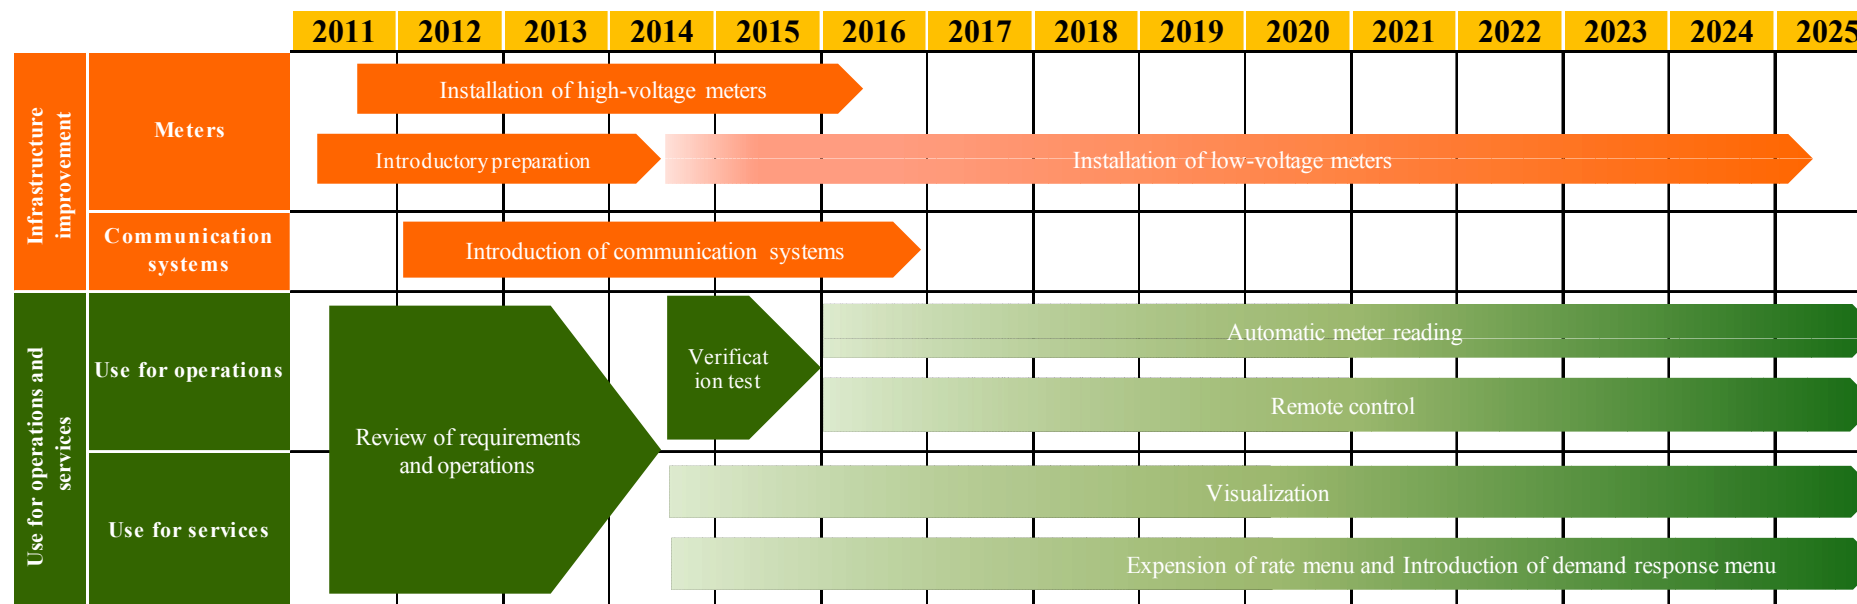 2011 2012 2013 2014 2015 2016 2017 2018 2019 2020 2021 2022 2023 2024 2025
Infrastructure
improvement
Meters
Installation of high-voltage meters
Introductory preparation
Installation of low-voltage meters
Communication
systems
Introduction of communication systems
Use for operations and
services
Use for operations
Review of requirements
and operations
Verificat
ion test
Automatic meter reading
Remote control
Use for services
Visualization
Expension of rate menu and Introduction of demand response menu